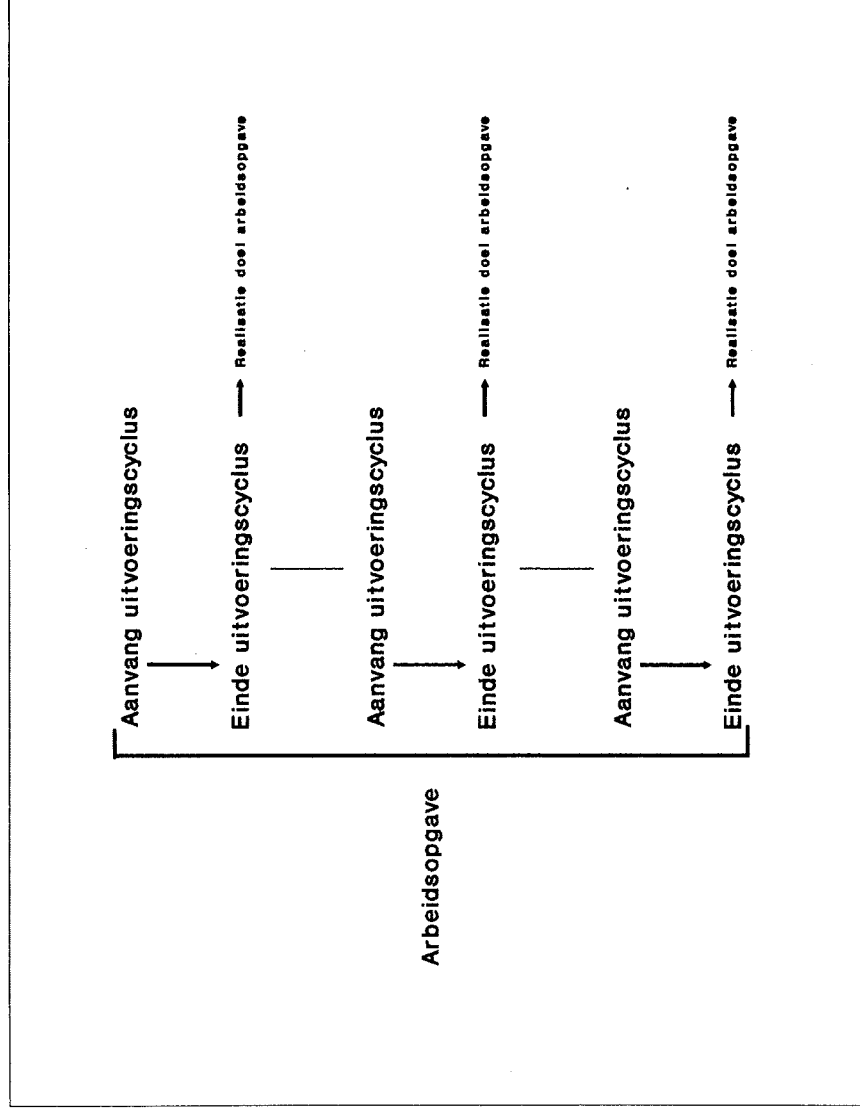 Arbeidsopgave
Aanvang uitvoeringscyclus
Einde uitvoeringscyclus
Realisatie doel arbeidsopgave
Aanvang uitvoeringscyclus
Einde uitvoeringscyclus
Realisatie doel arbeidsopgave
Aanvang uitvoeringscyclus
Einde uitvoeringscyclus
Realisatie doel arbeidsopgave